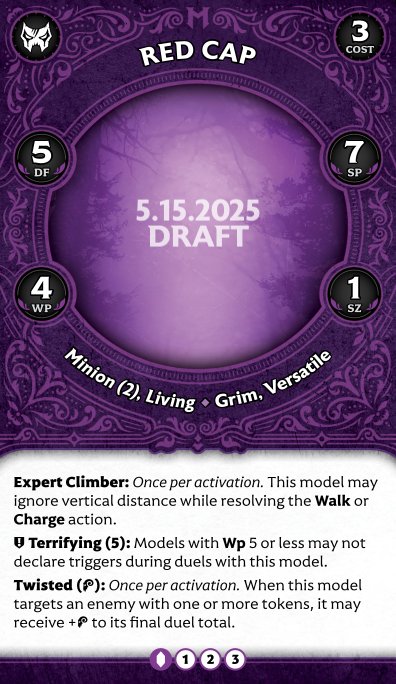 3
COST
RED CAP
5
DF
7
SP
5.15.2025
DRAFT
4
WP
1
SZ
Minion (2), Living ◆ Grim, Versatile
Expert Climber: Once per activation. This model may
ignore vertical distance while resolving the Walk or
Charge action.
Terrifying (5): Models with Wp 5 or less may not
declare triggers during duels with this model.
Twisted (): Once per activation. When this model
targets an enemy with one or more tokens, it may
receive + to its final duel total.
1 2 3